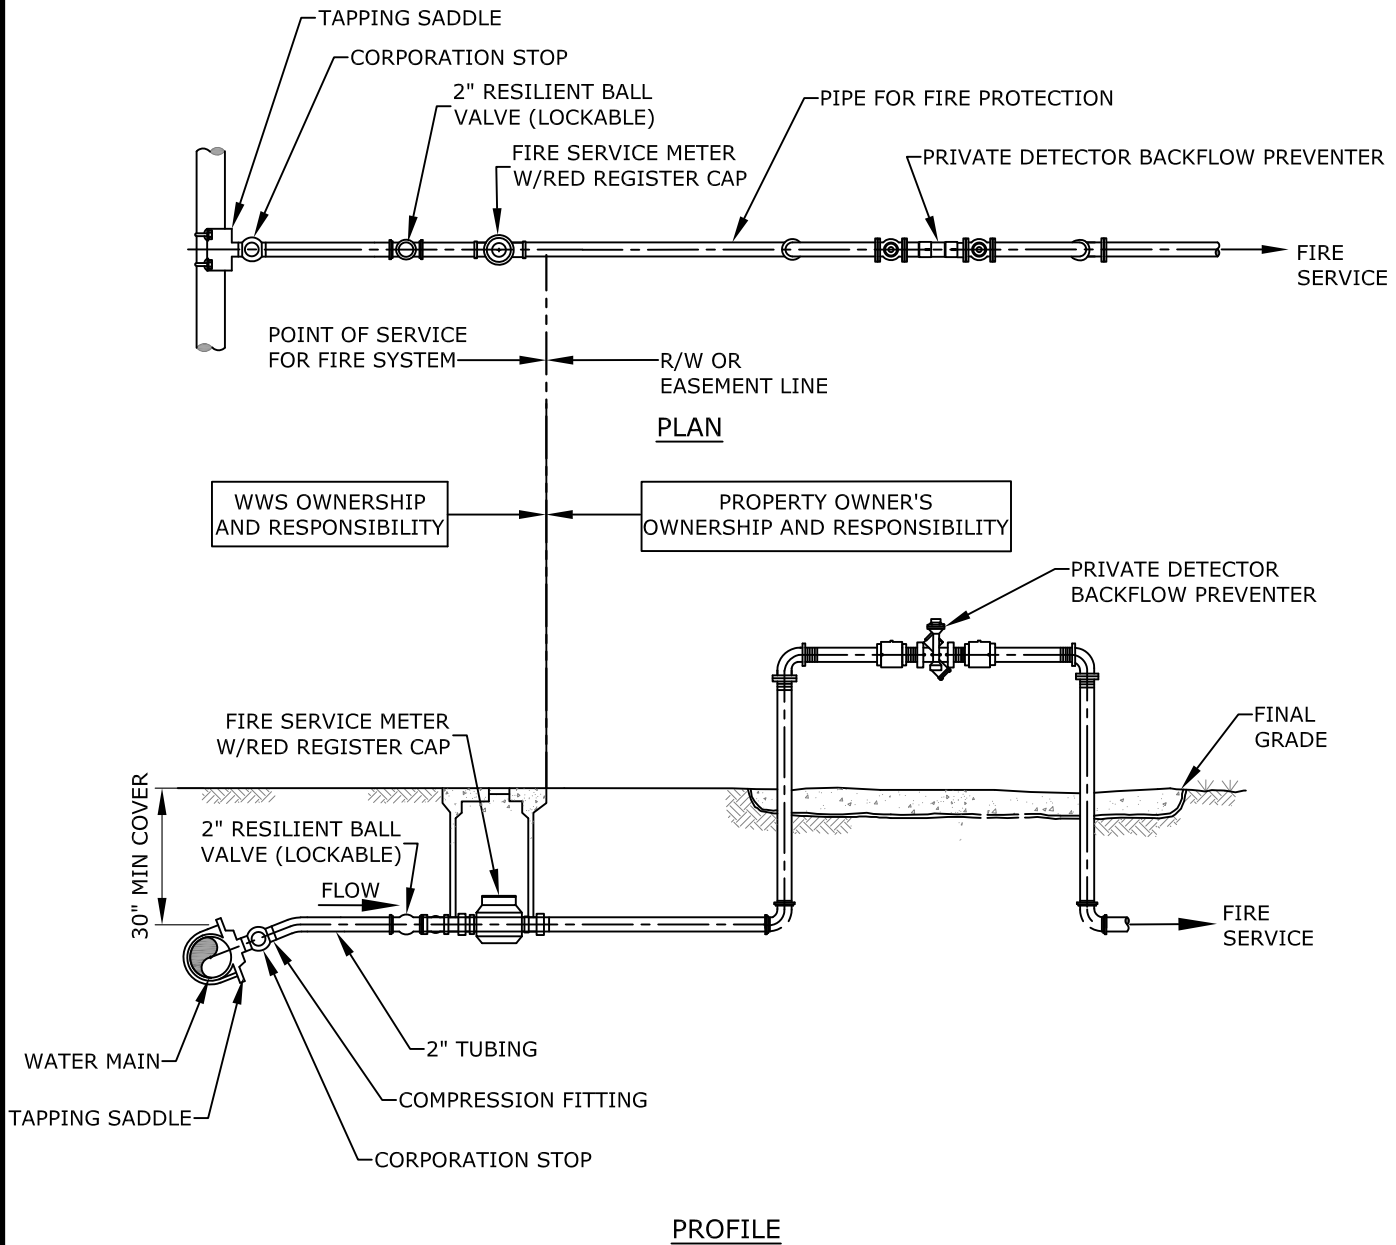 TAPPING SADDLE
CORPORATION STOP
2" RESILIENT BALL
VALVE (LOCKABLE)
PIPE FOR FIRE PROTECTION
FIRE SERVICE METER
W/RED REGISTER CAP
PRIVATE DETECTOR BACKFLOW PREVENTER
FIRE
SERVICE
POINT OF SERVICE
FOR FIRE SYSTEM
R/W OR
EASEMENT LINE
PLAN
WWS OWNERSHIP
AND RESPONSIBILITY
PROPERTY OWNER'S
OWNERSHIP AND RESPONSIBILITY
PRIVATE DETECTOR
BACKFLOW PREVENTER
FIRE SERVICE METER
W/RED REGISTER CAP
FINAL
GRADE
30" MIN COVER
2" RESILIENT BALL
VALVE (LOCKABLE)
FLOW
FIRE
SERVICE
2" TUBING
WATER MAIN
COMPRESSION FITTING
TAPPING SADDLE
CORPORATION STOP
PROFILE